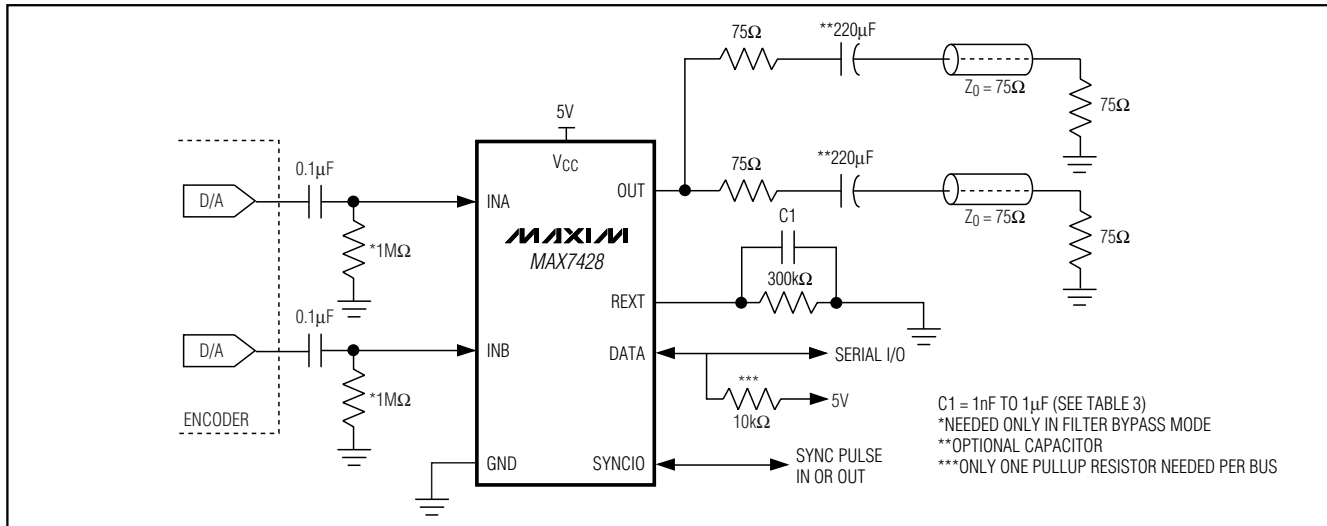 75Ω
**220µF
Z0 = 75Ω
75Ω
5V
VCC
75Ω
**220µF
OUT
Z0 = 75Ω
75Ω
0.1µF
D/A
INA
*1MΩ
MAXIM
MAX7428
C1
300kΩ
REXT
0.1µF
D/A
INB
*1MΩ
ENCODER
DATA
SERIAL I/O
***
10kΩ
5V
GND
SYNCIO
SYNC PULSE
IN OR OUT
C1 = 1nF TO 1µF (SEE TABLE 3)
*NEEDED ONLY IN FILTER BYPASS MODE
**OPTIONAL CAPACITOR
***ONLY ONE PULLUP RESISTOR NEEDED PER BUS